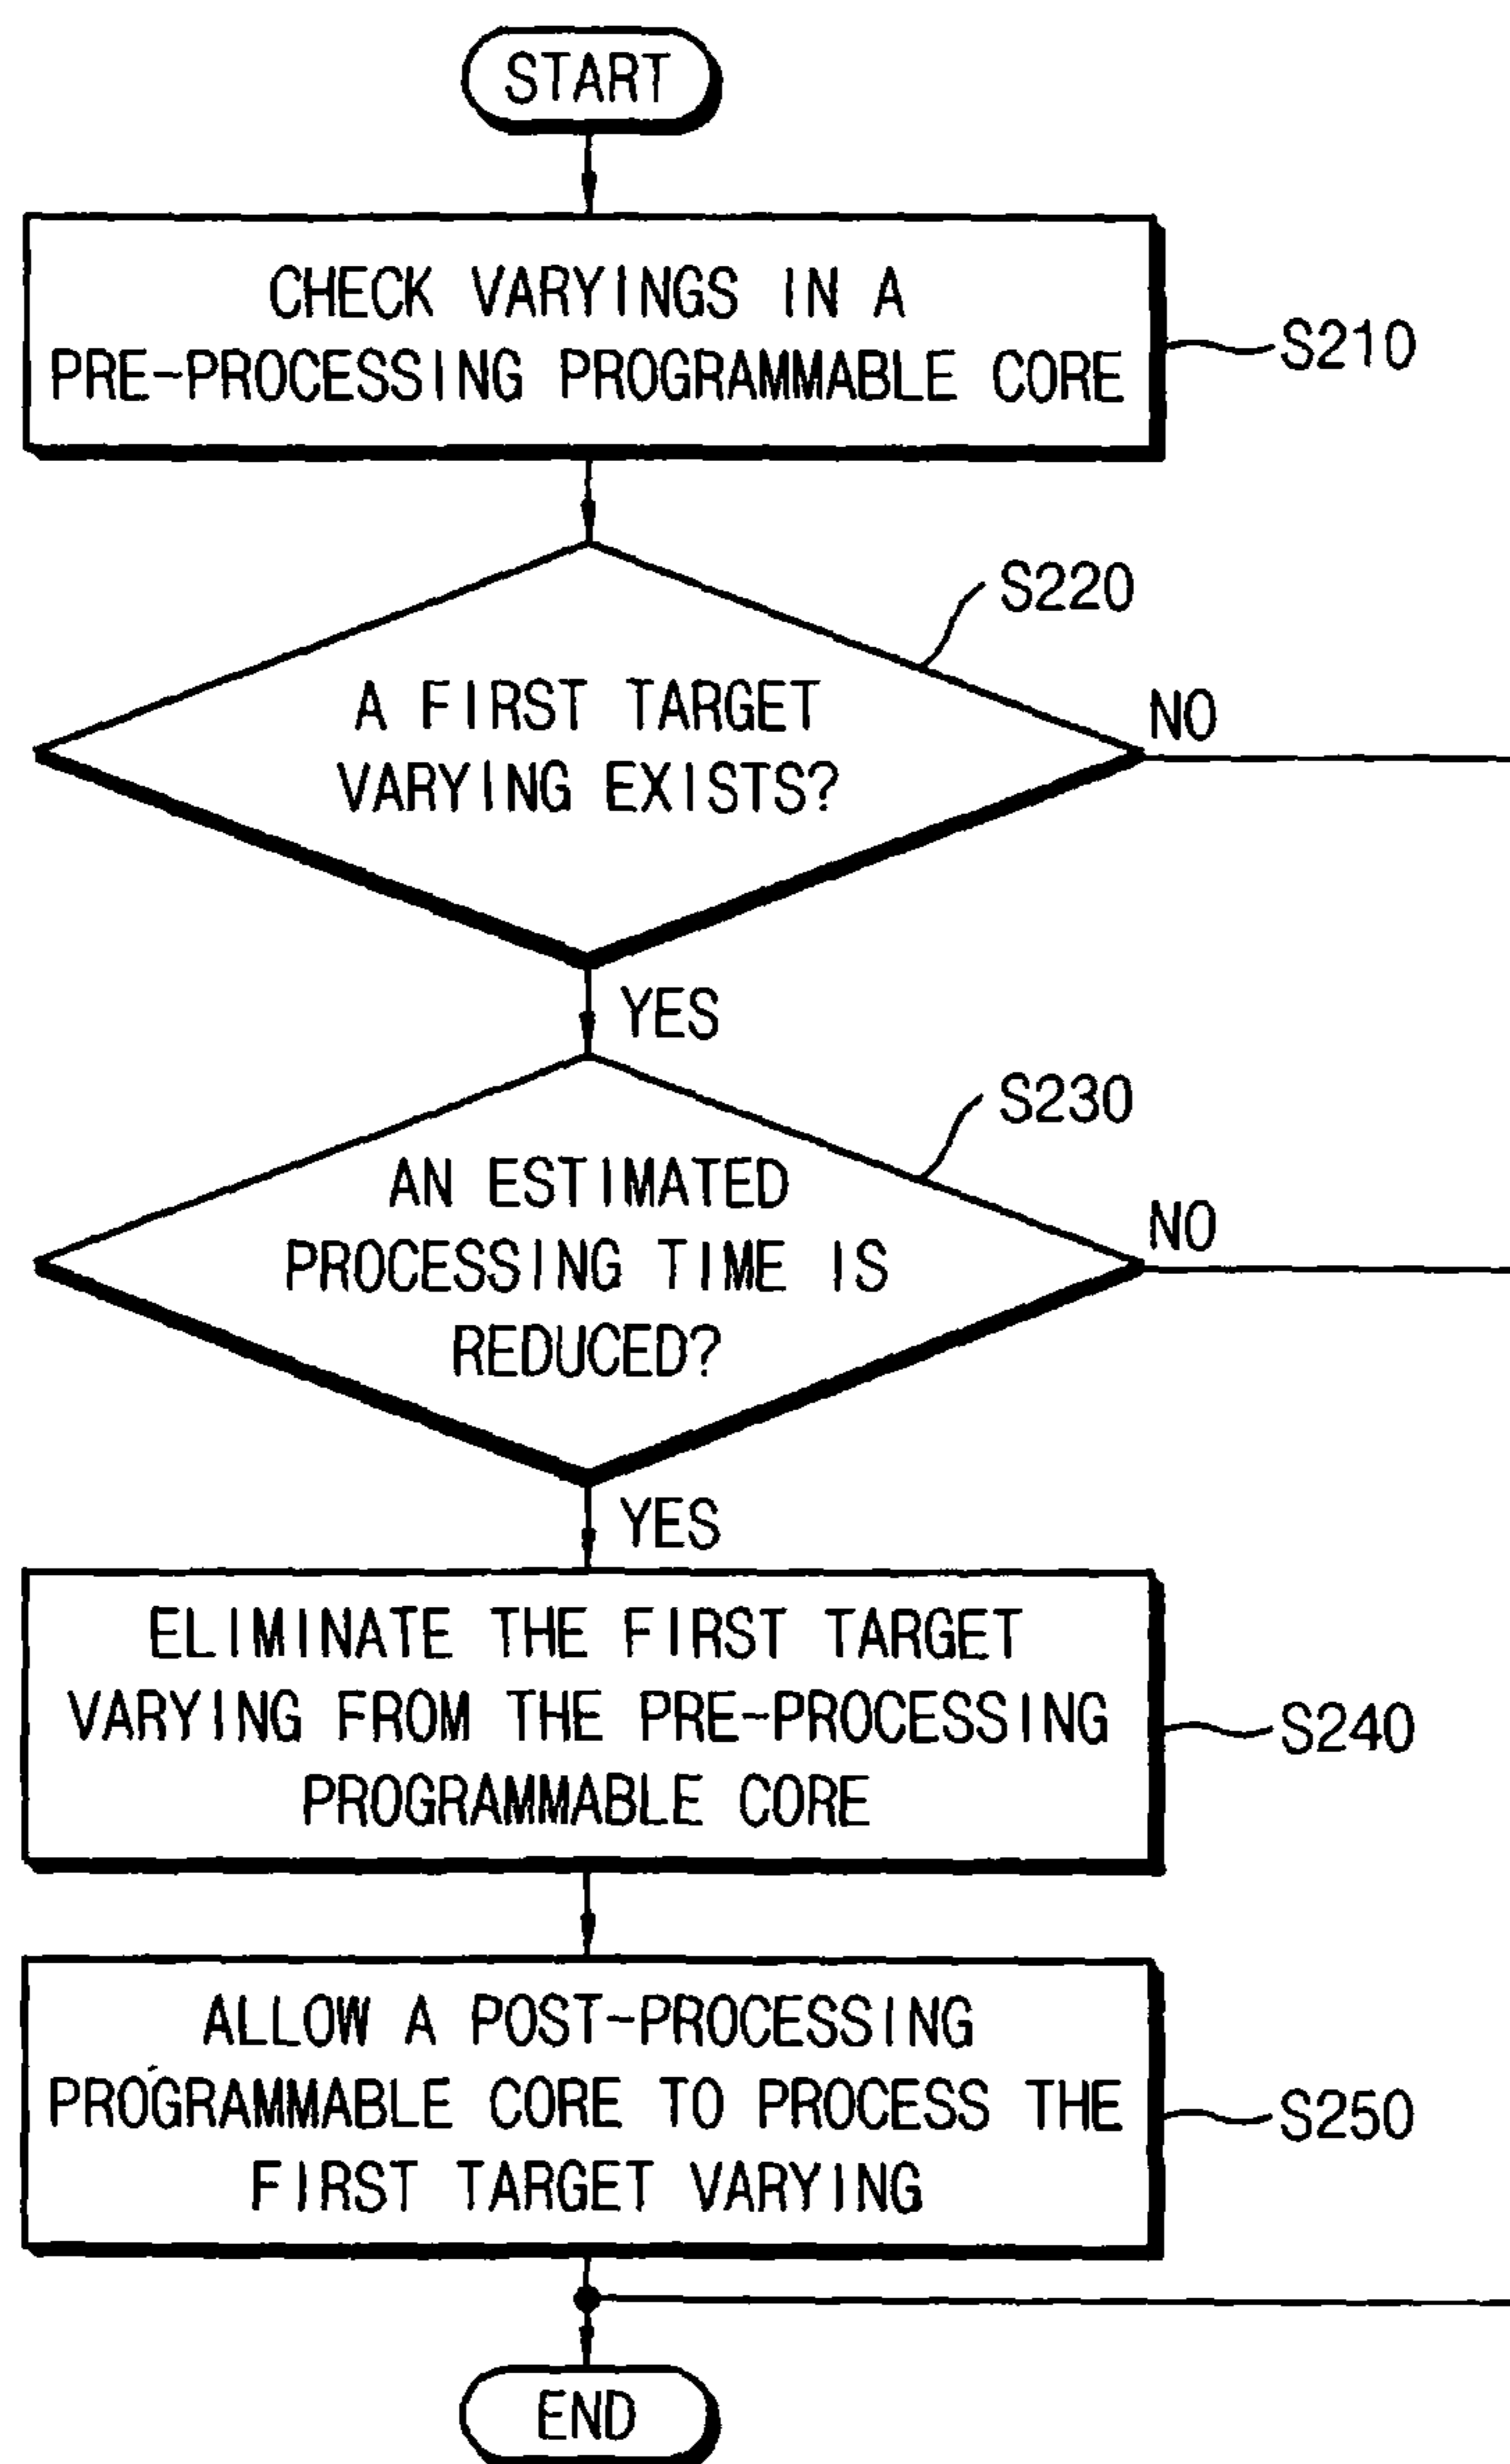 START
CHECK VARYINGS IN A
PRE-PROCESSING PROGRAMMABLE CORE
S210
S220
A FIRST TARGET
VARYING EXISTS?
NO
YES
S230
AN ESTIMATED
PROCESSING TIME IS
REDUCED?
NO
YES
ELIMINATE THE FIRST TARGET
VARYING FROM THE PRE-PROCESSING
PROGRAMMABLE CORE
S240
ALLOW A POST-PROCESSING
PROGRAMMABLE CORE TO PROCESS THE
FIRST TARGET VARYING
S250
END